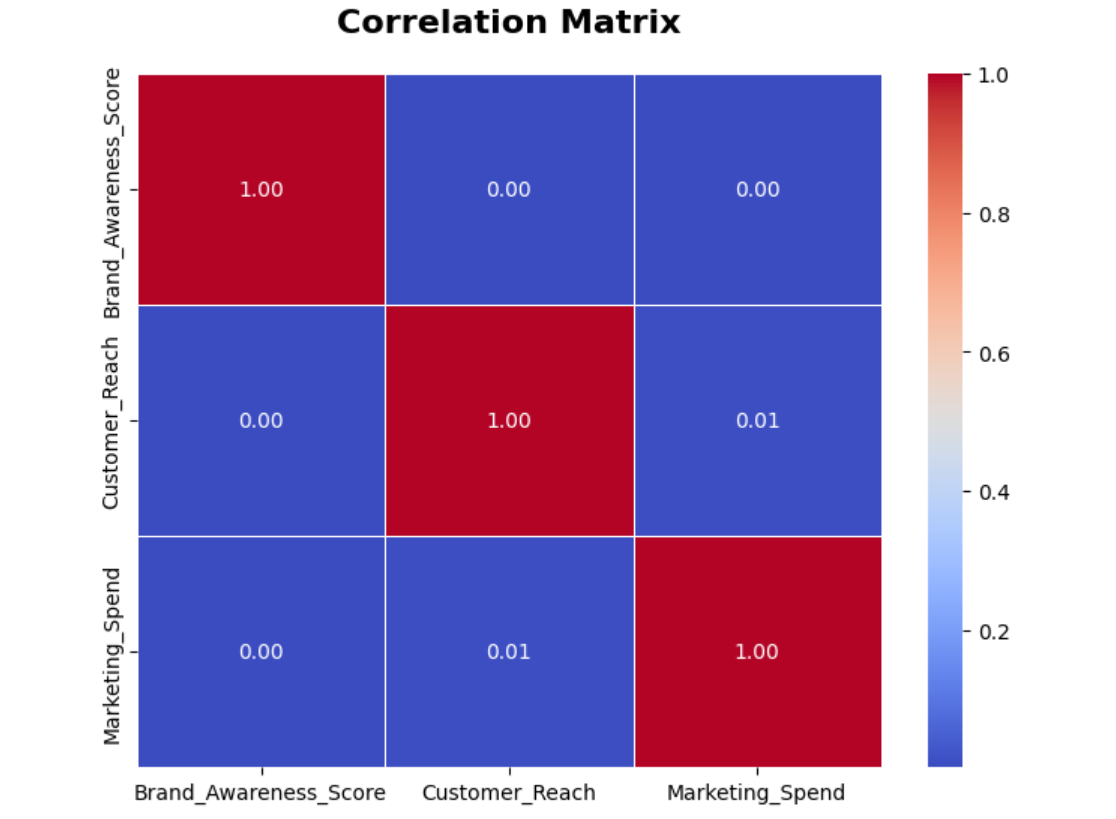 Correlation Matrix
Brand_Awareness_Score
1.00
0.00
0.00
Customer_Reach
0.00
1.00
0.01
Marketing_Spend
0.00
0.01
1.00
Brand_Awareness_Score
Customer_Reach
Marketing_Spend
1.0
0.8
0.6
0.4
0.2